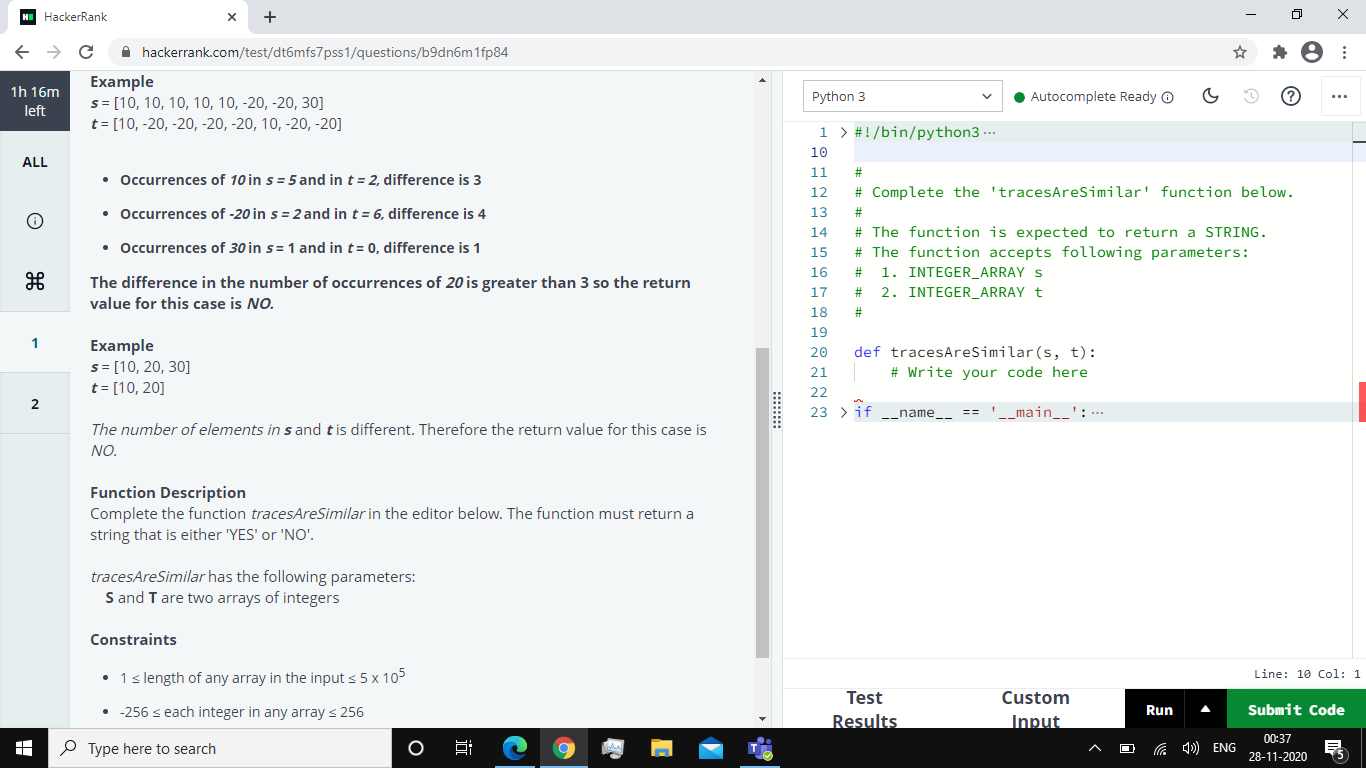 HackerRank
hackerrank.com/test/dt6mfs7pss1/questions/b9dn6m1fp84
1h 16m
left
ALL
1
2
Example
s = [10, 10, 10, 10, 10, -20, -20, 30]
t = [10, -20, -20, -20, -20, 10, -20, -20]
• Occurrences of 10 in s = 5 and in t = 2, difference is 3
• Occurrences of -20 in s = 2 and in t = 6, difference is 4
• Occurrences of 30 in s = 1 and in t = 0, difference is 1
The difference in the number of occurrences of 20 is greater than 3 so the return
value for this case is NO.
Example
s = [10, 20, 30]
t = [10, 20]
The number of elements in s and t is different. Therefore the return value for this case is
NO.
Function Description
Complete the function tracesAreSimilar in the editor below. The function must return a
string that is either 'YES' or 'NO'.
tracesAreSimilar has the following parameters:
S and T are two arrays of integers
Constraints
• 1 ≤ length of any array in the input ≤ 5 x 10⁵
• -256 ≤ each integer in any array ≤ 256
Python 3
Autocomplete Ready
1 > #!/bin/python3 ···
10
11 #
12 # Complete the 'tracesAreSimilar' function below.
13 #
14 # The function is expected to return a STRING.
15 # The function accepts following parameters:
16 #  1. INTEGER_ARRAY s
17 #  2. INTEGER_ARRAY t
18 #
19
20 def tracesAreSimilar(s, t):
21     # Write your code here
22
23 > if __name__ == '__main__': ···
Line: 10 Col: 1
Test
Results
Custom
Input
Run
Submit Code
Type here to search
ENG
00:37
28-11-2020
5